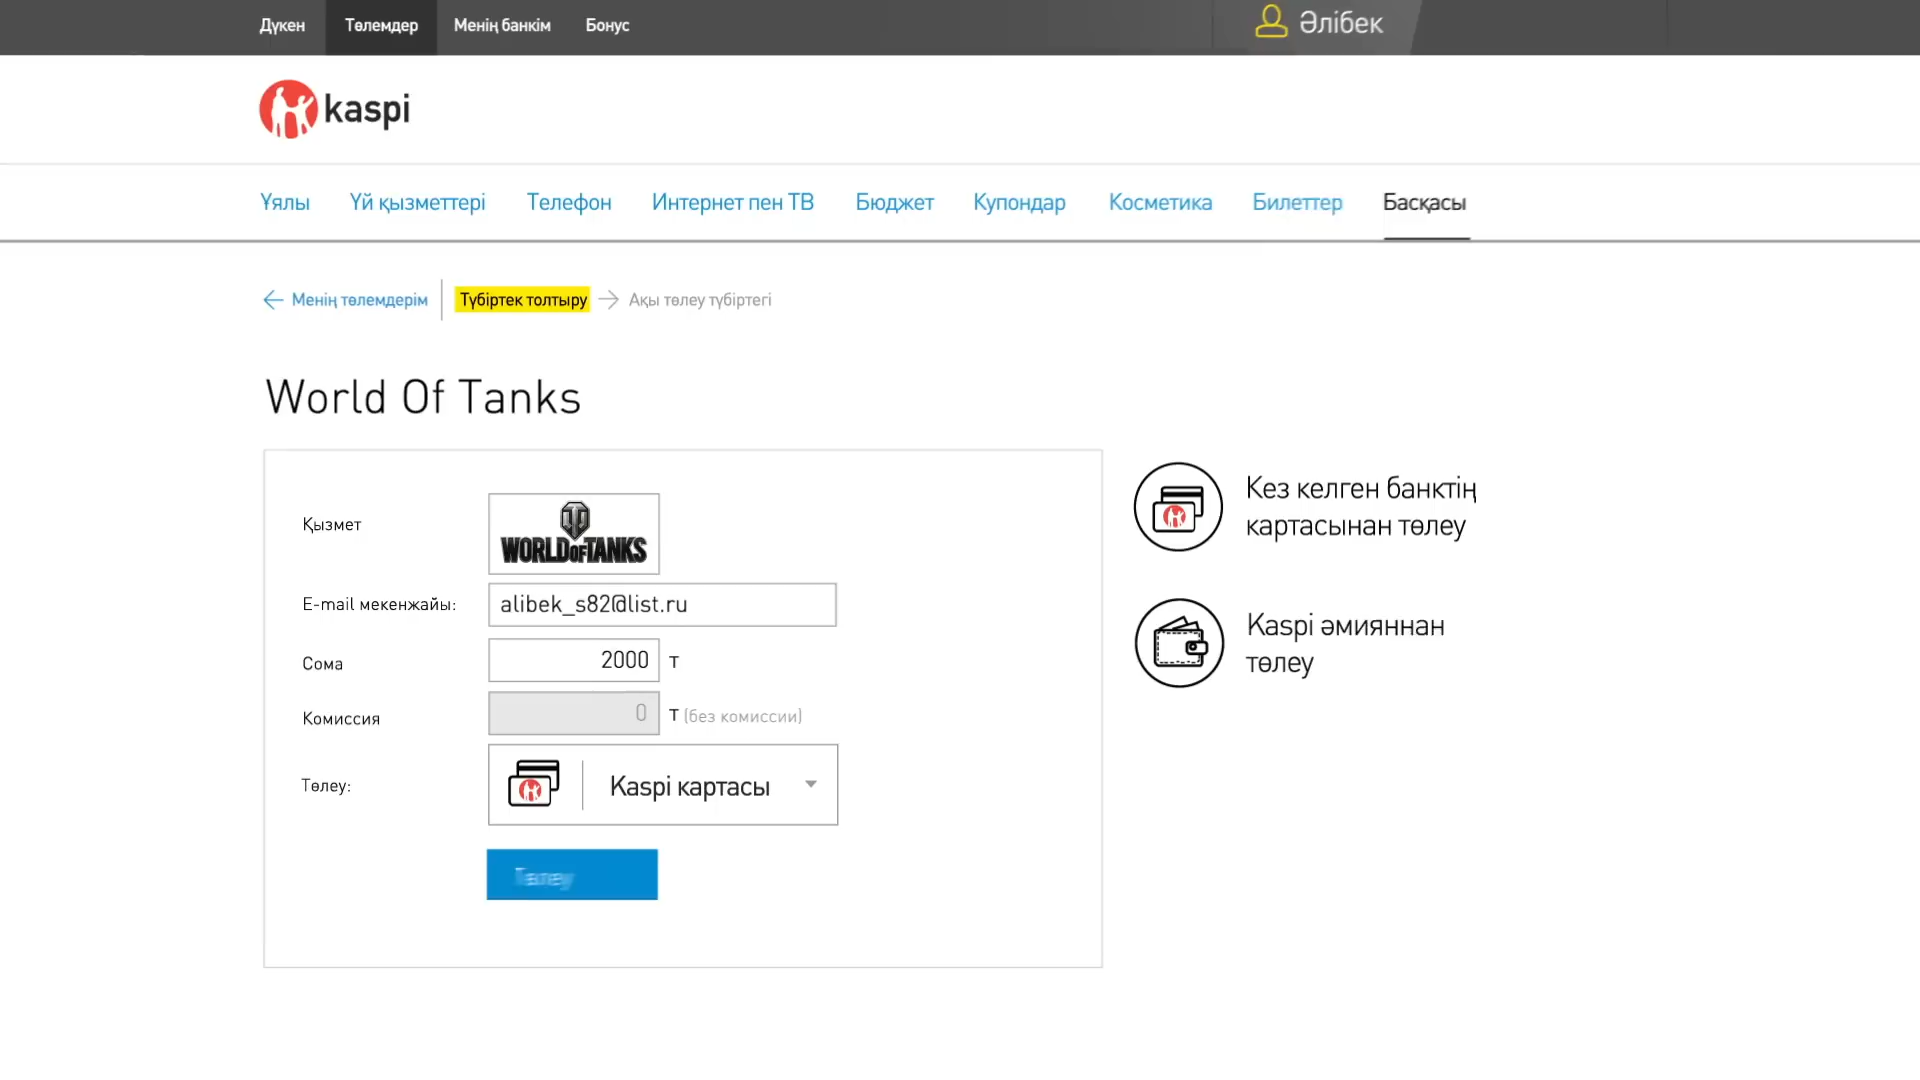 Дүкен Төлемдер Менің банкім Бонус Әлібек
kaspi
Ұялы Үй қызметтері Телефон Интернет пен ТВ Бюджет Купондар Косметика Билеттер Басқасы
← Менің төлемдерім Түбіртек толтыру → Ақы төлеу түбіртегі
World Of Tanks
Қызмет WORLD OF TANKS
E-mail мекенжайы: alibek_s82@list.ru
Сома 2000 т
Комиссия 0 т (без комиссии)
Төлеу: Kaspi картасы
Төлеу
Кез келген банктің
картасынан төлеу
Kaspi әмияннан
төлеу